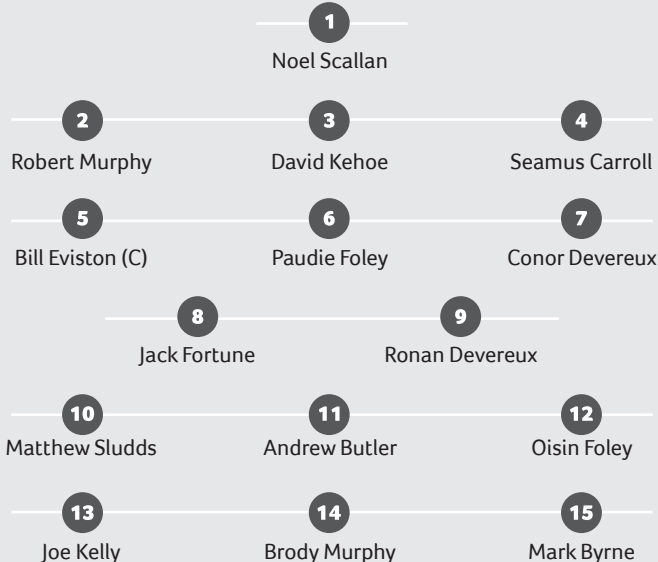 1
Noel Scallan
2 3 4
Robert Murphy David Kehoe Seamus Carroll
5 6 7
Bill Eviston (C) Paudie Foley Conor Devereux
8 9
Jack Fortune Ronan Devereux
10 11 12
Matthew Sludds Andrew Butler Oisin Foley
13 14 15
Joe Kelly Brody Murphy Mark Byrne